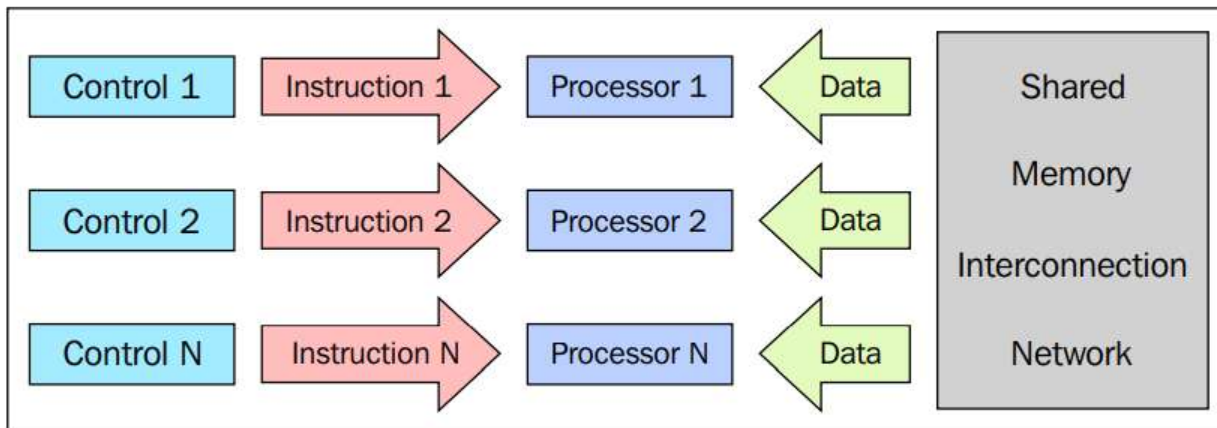 Control 1 Instruction 1 Processor 1 Data Shared
Memory
Control 2 Instruction 2 Processor 2 Data
Interconnection
Control N Instruction N Processor N Data Network